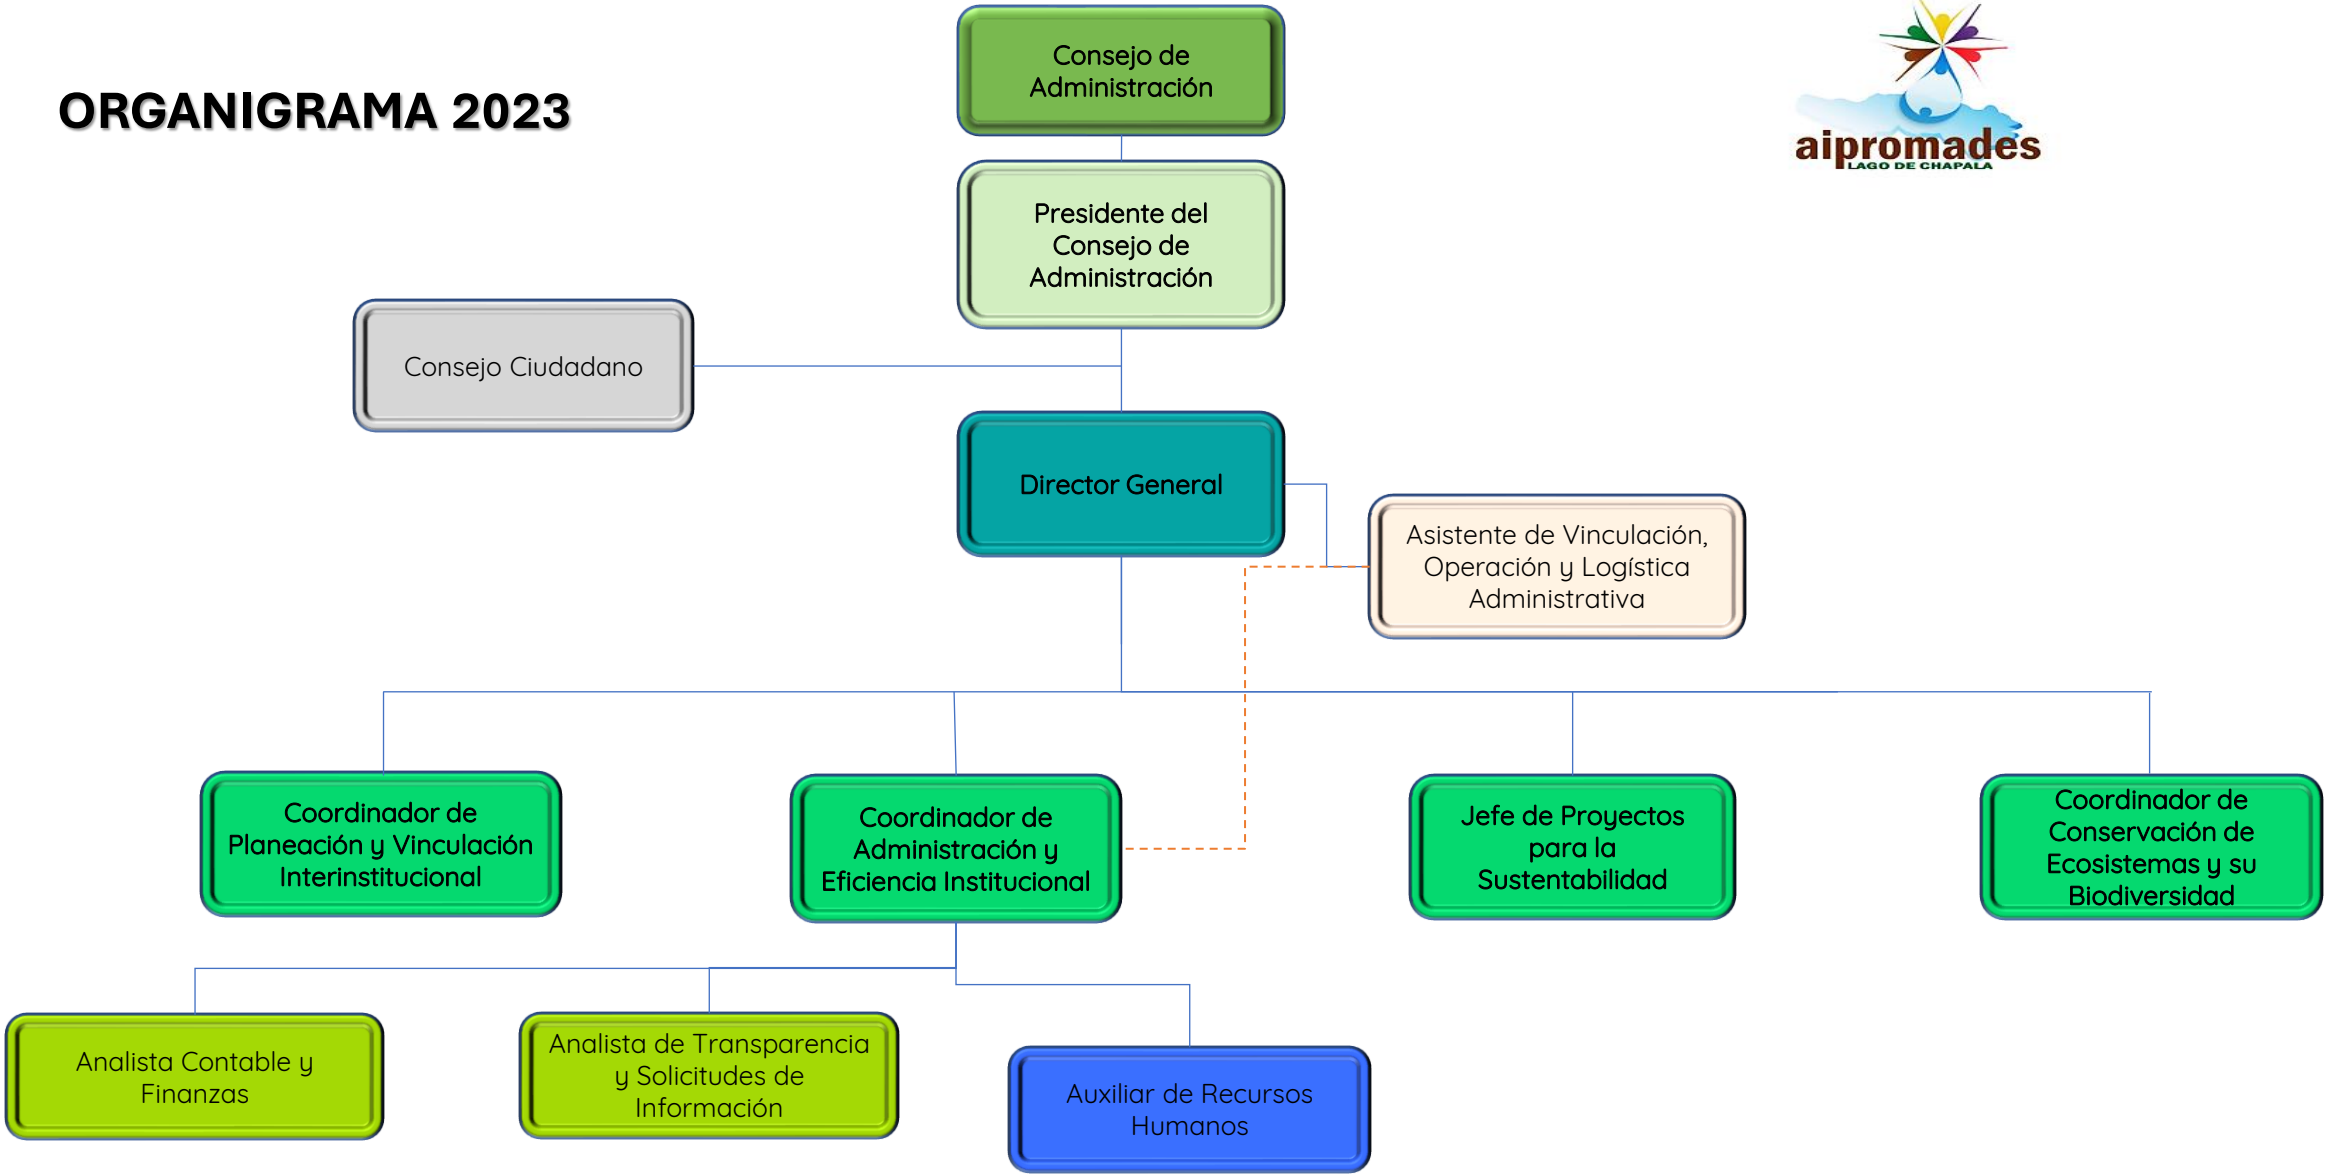 Consejo de
Administración
ORGANIGRAMA 2023
aipromades
LAGO DE CHAPALA
Presidente del
Consejo de
Administración
Consejo Ciudadano
Director General
Asistente de Vinculación,
Operación y Logística
Administrativa
Coordinador de
Planeación y Vinculación
Interinstitucional
Coordinador de
Administración y
Eficiencia Institucional
Jefe de Proyectos
para la
Sustentabilidad
Coordinador de
Conservación de
Ecosistemas y su
Biodiversidad
Analista Contable y
Finanzas
Analista de Transparencia
y Solicitudes de
Información
Auxiliar de Recursos
Humanos